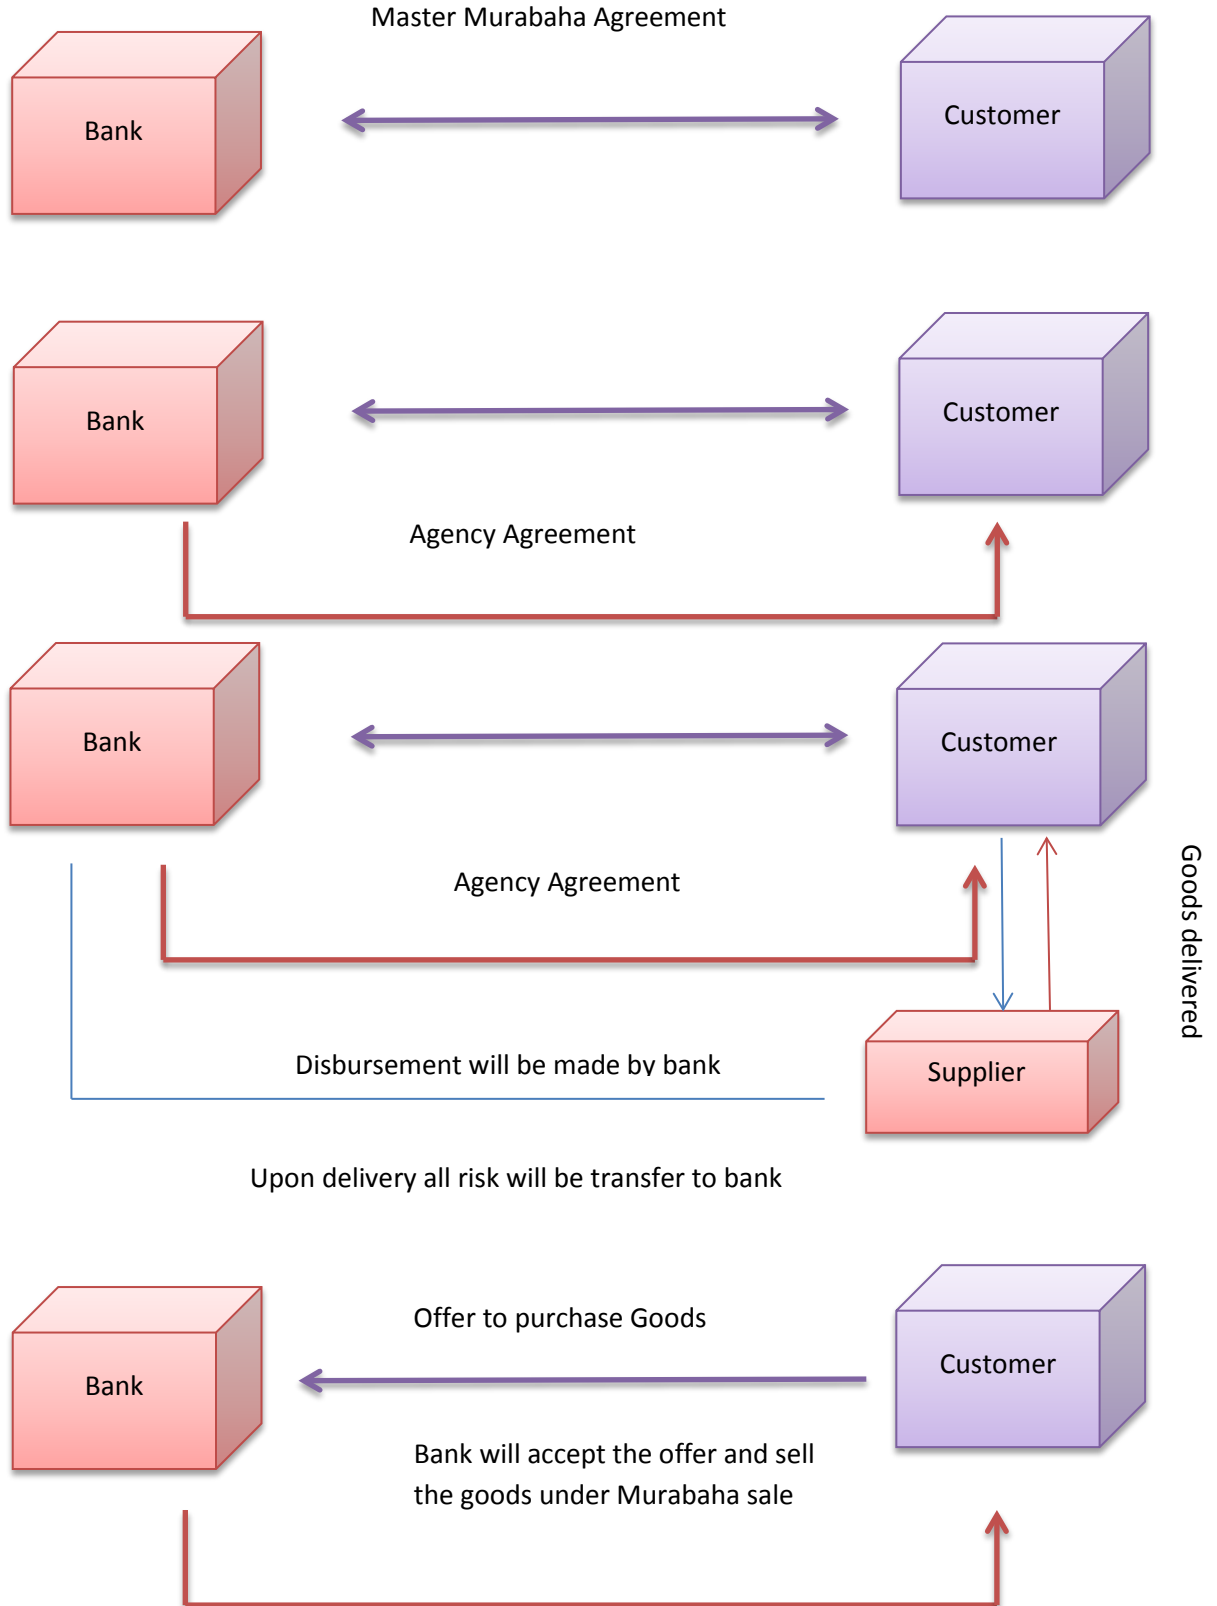 Master Murabaha Agreement
Bank
Customer
Bank
Customer
Agency Agreement
Bank
Customer
Agency Agreement
Goods delivered
Disbursement will be made by bank
Supplier
Upon delivery all risk will be transfer to bank
Offer to purchase Goods
Bank
Customer
Bank will accept the offer and sell
the goods under Murabaha sale